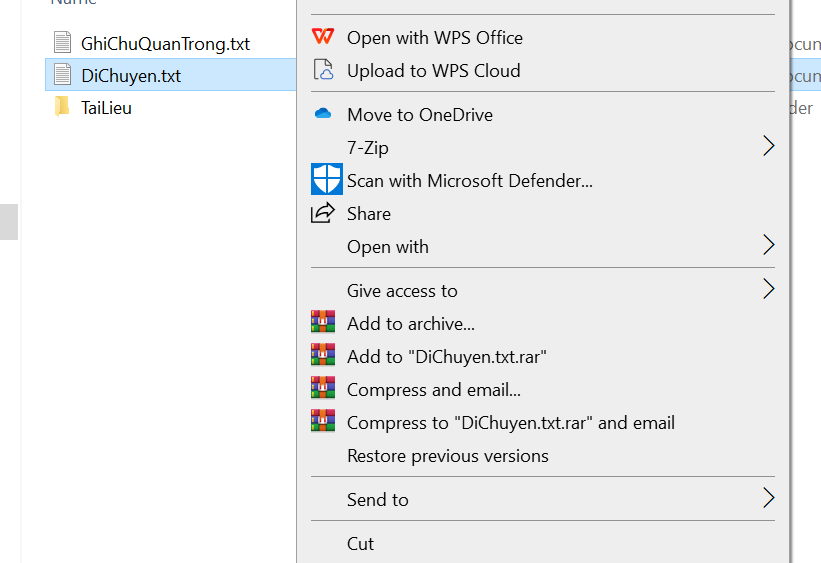 Name
GhiChuQuanTrong.txt
DiChuyen.txt
TaiLieu
Open with WPS Office
Upload to WPS Cloud
Move to OneDrive
7-Zip
Scan with Microsoft Defender...
Share
Open with
Give access to
Add to archive...
Add to "DiChuyen.txt.rar"
Compress and email...
Compress to "DiChuyen.txt.rar" and email
Restore previous versions
Send to
Cut